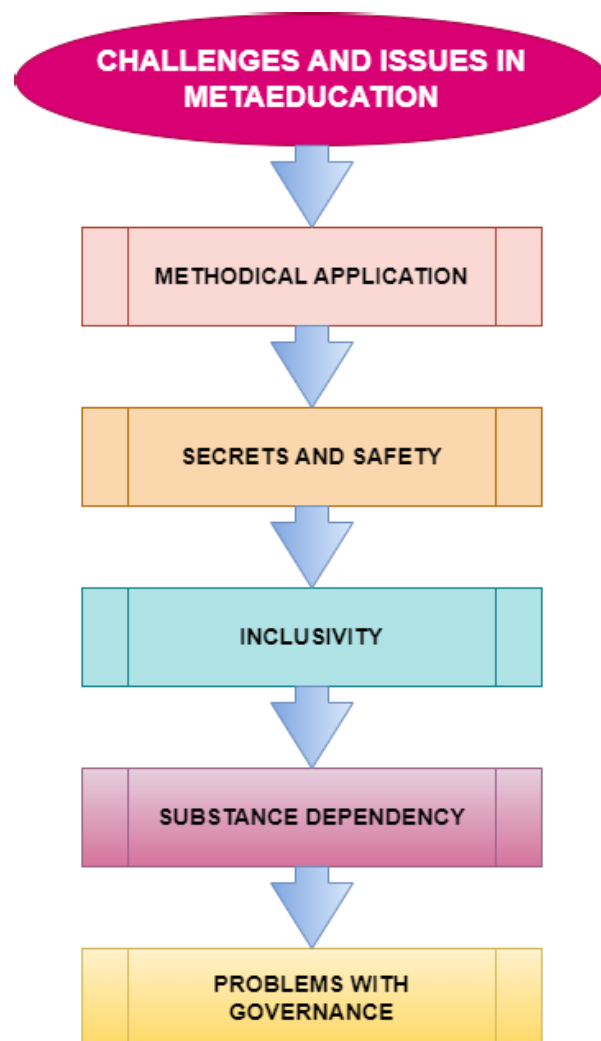 CHALLENGES AND ISSUES IN
METAEDUCATION
METHODICAL APPLICATION
SECRETS AND SAFETY
INCLUSIVITY
SUBSTANCE DEPENDENCY
PROBLEMS WITH
GOVERNANCE